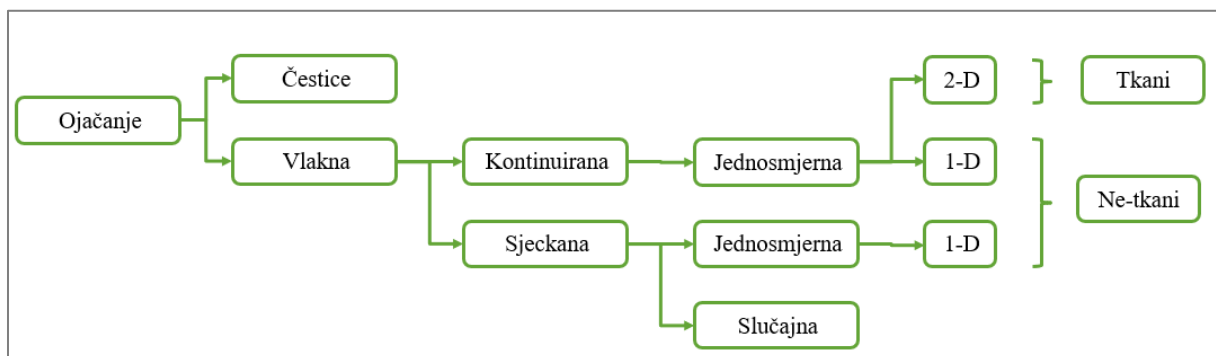 Čestice
2-D
Tkani
Ojačanje
Vlakna
Kontinuirana
Jednosmjerna
1-D
Ne-tkani
Sjeckana
Jednosmjerna
1-D
Slučajna